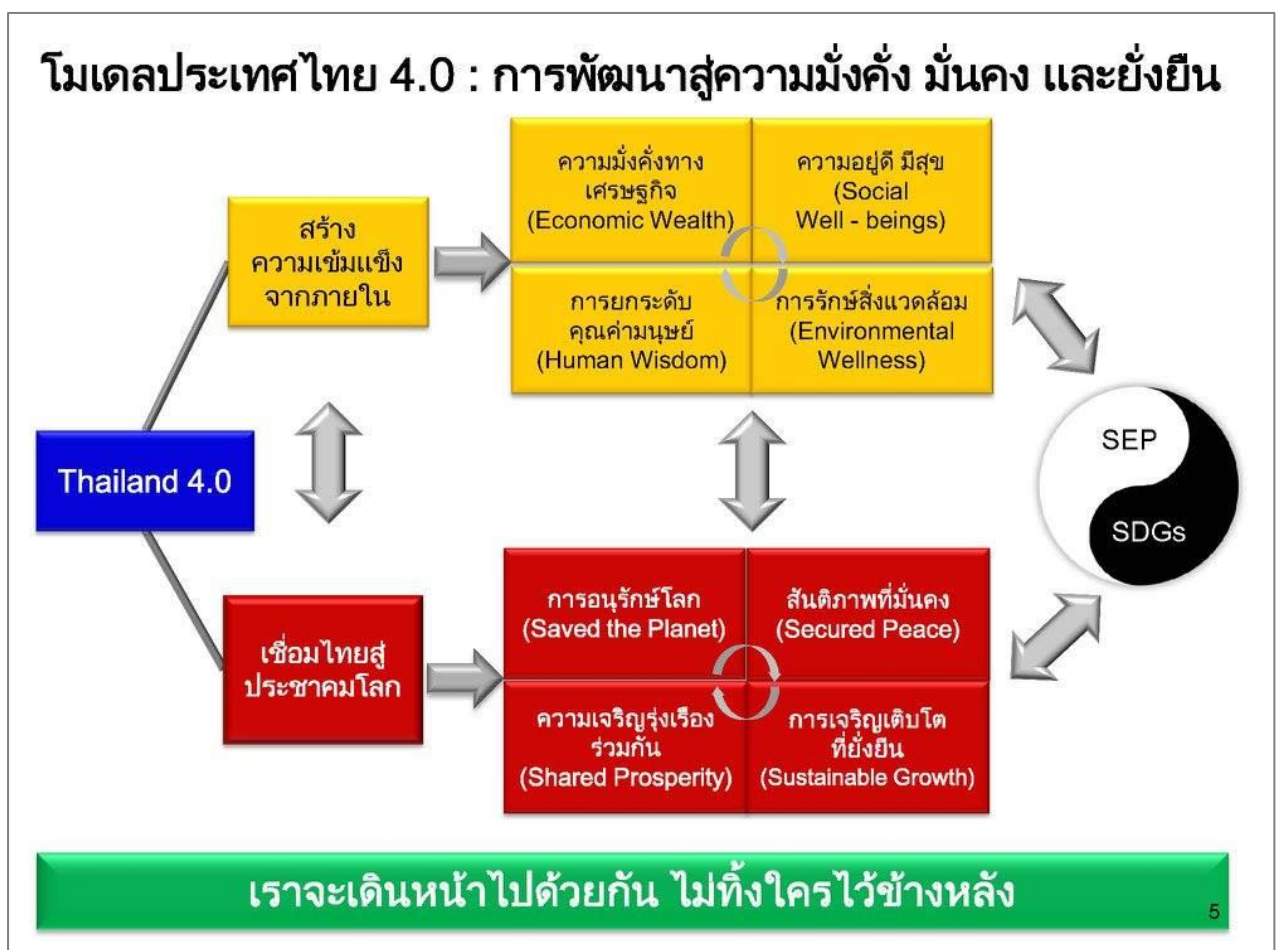 โมเดลประเทศไทย 4.0 : การพัฒนาสู่ความมั่งคั่ง มั่นคง และยั่งยืน
สร้าง
ความเข้มแข็ง
จากภายใน
ความมั่งคั่งทาง
เศรษฐกิจ
(Economic Wealth)
ความอยู่ดี มีสุข
(Social
Well - beings)
การยกระดับ
คุณค่ามนุษย์
(Human Wisdom)
การรักษ์สิ่งแวดล้อม
(Environmental
Wellness)
Thailand 4.0
SEP
SDGs
เชื่อมไทยสู่
ประชาคมโลก
การอนุรักษ์โลก
(Saved the Planet)
สันติภาพที่มั่นคง
(Secured Peace)
ความเจริญรุ่งเรือง
ร่วมกัน
(Shared Prosperity)
การเจริญเติบโต
ที่ยั่งยืน
(Sustainable Growth)
เราจะเดินหน้าไปด้วยกัน ไม่ทิ้งใครไว้ข้างหลัง
5